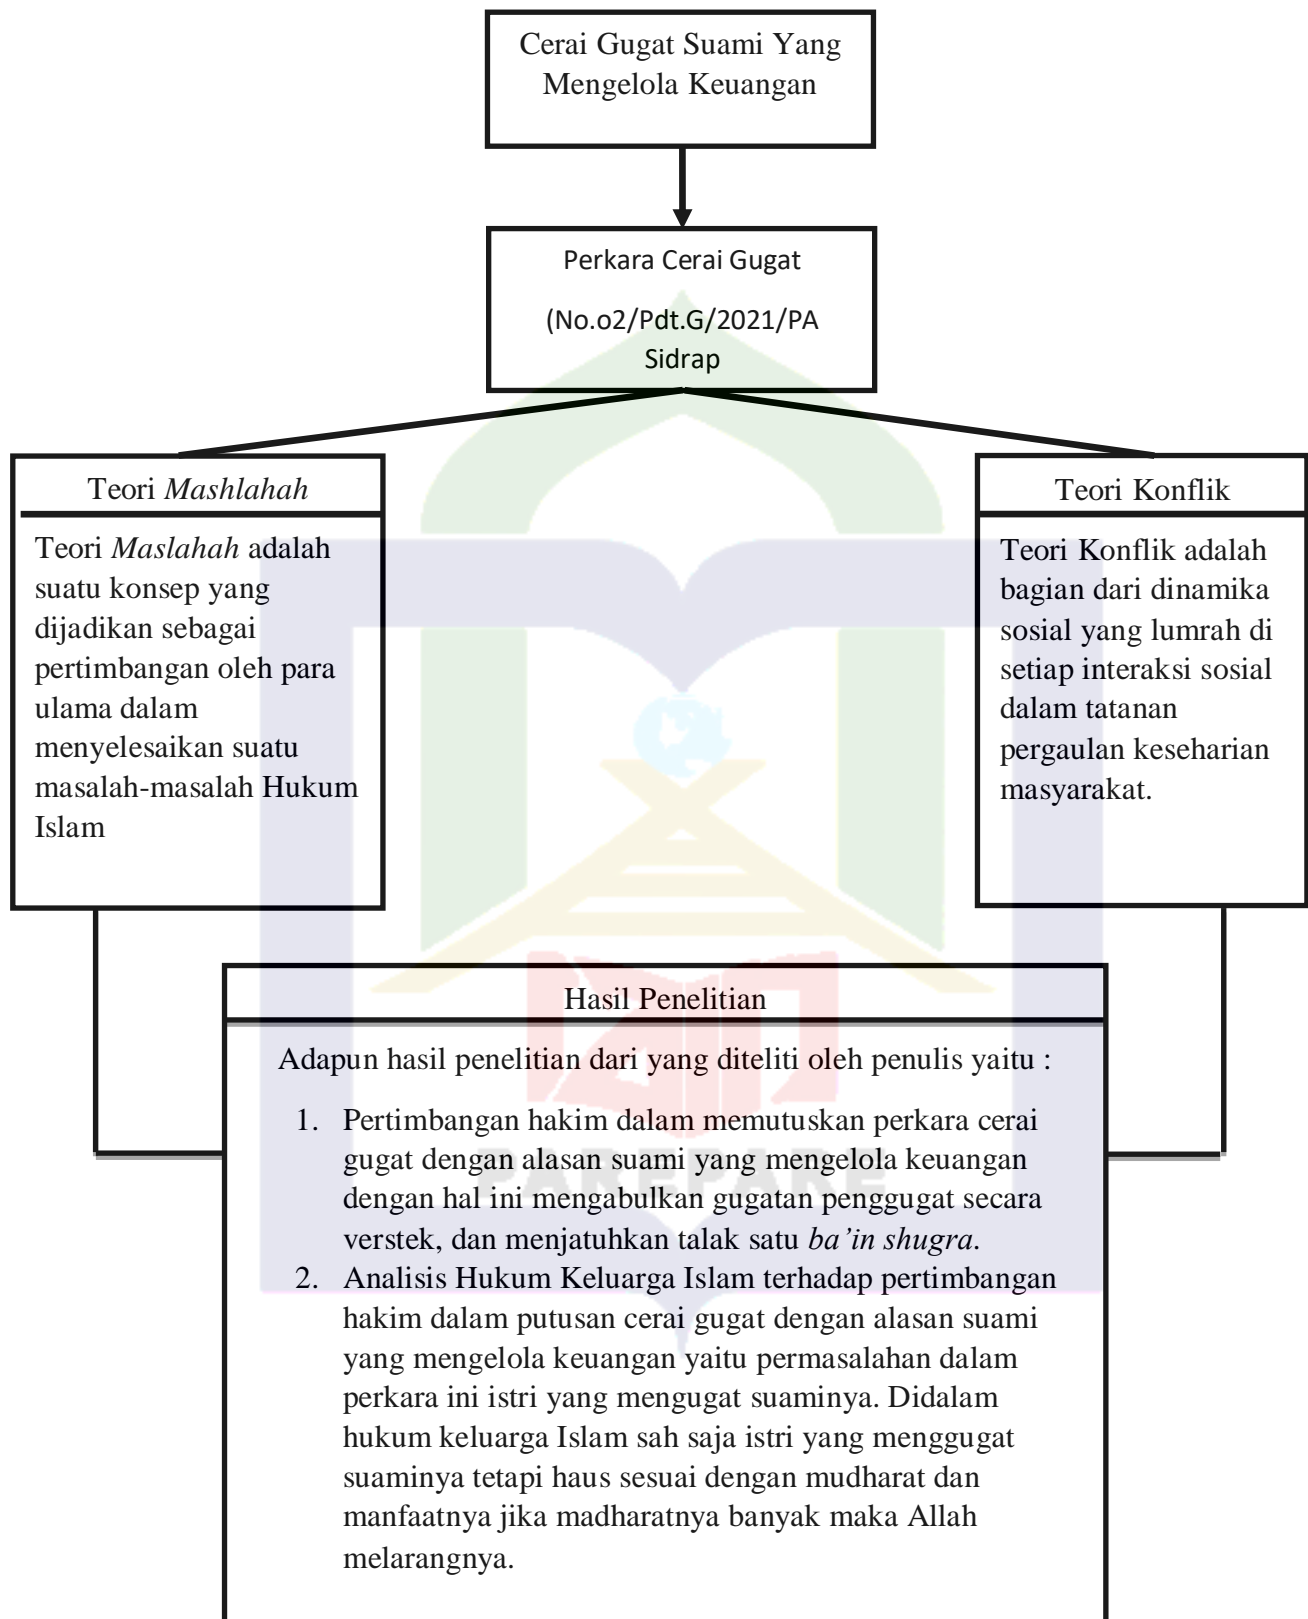 Cerai Gugat Suami Yang
Mengelola Keuangan
Perkara Cerai Gugat
(No.o2/Pdt.G/2021/PA
Sidrap
Teori Mashlahah
Teori Maslahah adalah
suatu konsep yang
dijadikan sebagai
pertimbangan oleh para
ulama dalam
menyelesaikan suatu
masalah-masalah Hukum
Islam
Teori Konflik
Teori Konflik adalah
bagian dari dinamika
sosial yang lumrah di
setiap interaksi sosial
dalam tatanan
pergaulan keseharian
masyarakat.
Hasil Penelitian
Adapun hasil penelitian dari yang diteliti oleh penulis yaitu :
1. Pertimbangan hakim dalam memutuskan perkara cerai
gugat dengan alasan suami yang mengelola keuangan
dengan hal ini mengabulkan gugatan penggugat secara
verstek, dan menjatuhkan talak satu ba’in shugra.
2. Analisis Hukum Keluarga Islam terhadap pertimbangan
hakim dalam putusan cerai gugat dengan alasan suami
yang mengelola keuangan yaitu permasalahan dalam
perkara ini istri yang mengugat suaminya. Didalam
hukum keluarga Islam sah saja istri yang menggugat
suaminya tetapi haus sesuai dengan mudharat dan
manfaatnya jika madharatnya banyak maka Allah
melarangnya.
PAREPARE